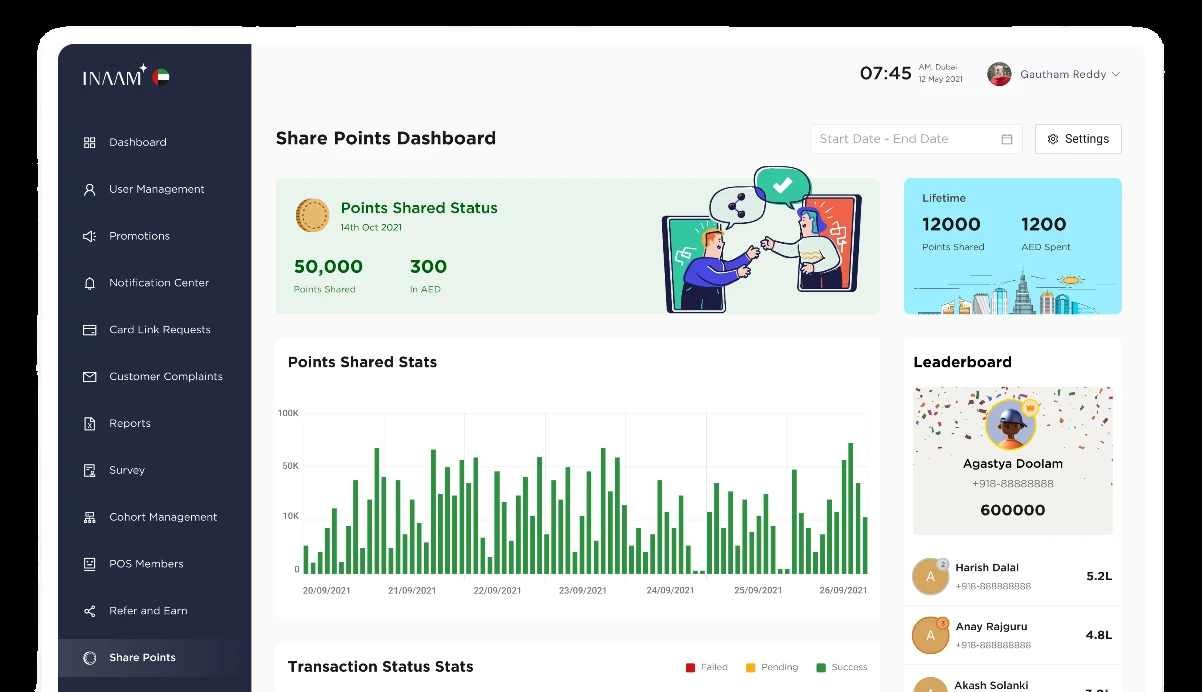 INAAM
07:45
AM, Dubai
12 May 2021
Gautham Reddy
Dashboard
User Management
Promotions
Notification Center
Card Link Requests
Customer Complaints
Reports
Survey
Cohort Management
POS Members
Refer and Earn
Share Points
Share Points Dashboard
Start Date - End Date
Settings
Points Shared Status
14th Oct 2021
50,000
300
Points Shared
In AED
Lifetime
12000
1200
Points Shared
AED Spent
Points Shared Stats
100K
50K
10K
0
20/09/2021
21/09/2021
22/09/2021
23/09/2021
24/09/2021
25/09/2021
26/09/2021
Leaderboard
Agastya Doolam
+918-88888888
600000
A
2
Harish Dalal
+918-888888888
5.2L
A
3
Anay Rajguru
+918-888888888
4.8L
Akash Solanki
Transaction Status Stats
Failed
Pending
Success